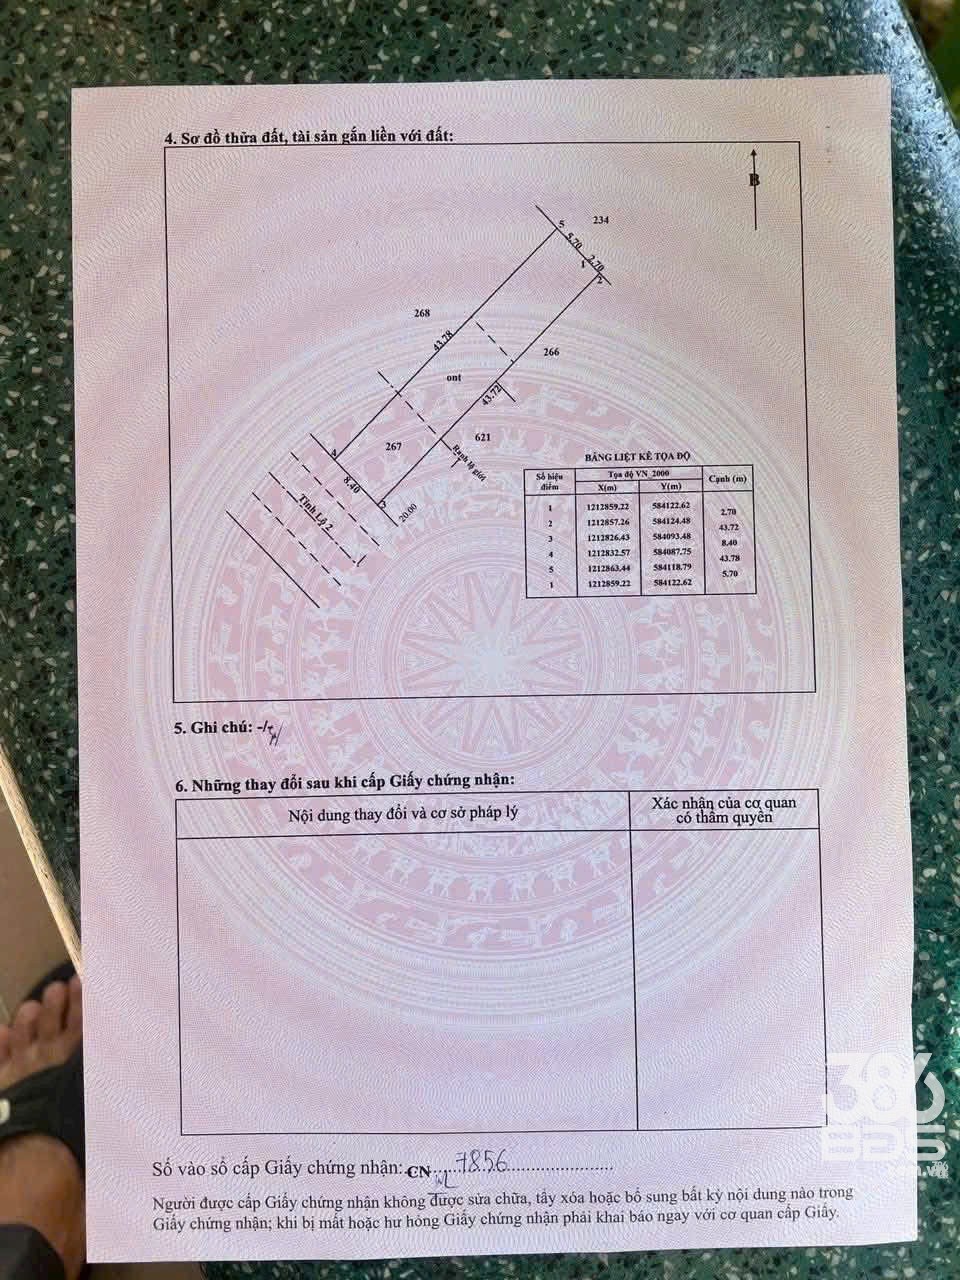 4. Sơ đồ thửa đất, tài sản gắn liền với đất:
B
5
234
5.70
1
2.70
2
268
43.78
266
ont
43.72
267
621
Ranh lộ giới
4
8.40
3
20.00
Tỉnh Lộ 2
BẢNG LIỆT KÊ TỌA ĐỘ
Số hiệu điểm Tọa độ VN_2000 Cạnh (m)
X(m) Y(m)
1 1212859.22 584122.62
2.70
2 1212857.26 584124.48
43.72
3 1212826.43 584093.48
8.40
4 1212832.57 584087.75
43.78
5 1212863.44 584118.79
5.70
1 1212859.22 584122.62
5. Ghi chú: -/-
6. Những thay đổi sau khi cấp Giấy chứng nhận:
Nội dung thay đổi và cơ sở pháp lý
Xác nhận của cơ quan
có thẩm quyền
Số vào sổ cấp Giấy chứng nhận: CN 7856
Người được cấp Giấy chứng nhận không được sửa chữa, tẩy xóa hoặc bổ sung bất kỳ nội dung nào trong
Giấy chứng nhận; khi bị mất hoặc hư hỏng Giấy chứng nhận phải khai báo ngay với cơ quan cấp Giấy.
386
BDS